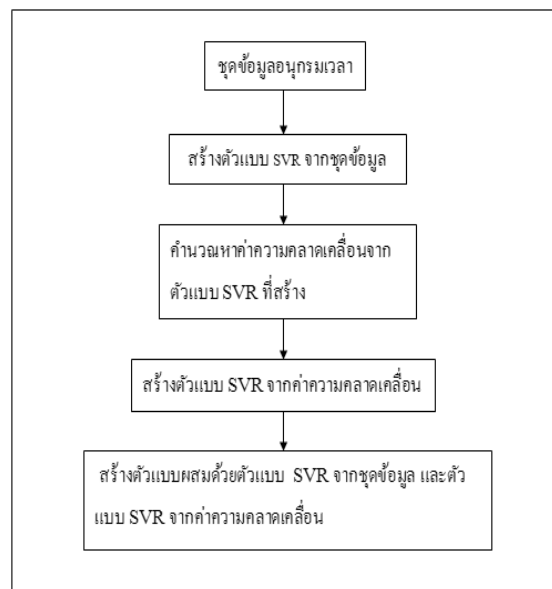 ชุดข้อมูลอนุกรมเวลา
สร้างตัวแบบ SVR จากชุดข้อมูล
คำนวณหาค่าความคลาดเคลื่อนจาก
ตัวแบบ SVR ที่สร้าง
สร้างตัวแบบ SVR จากค่าความคลาดเคลื่อน
สร้างตัวแบบผสมด้วยตัวแบบ SVR จากชุดข้อมูล และตัว
แบบ SVR จากค่าความคลาดเคลื่อน